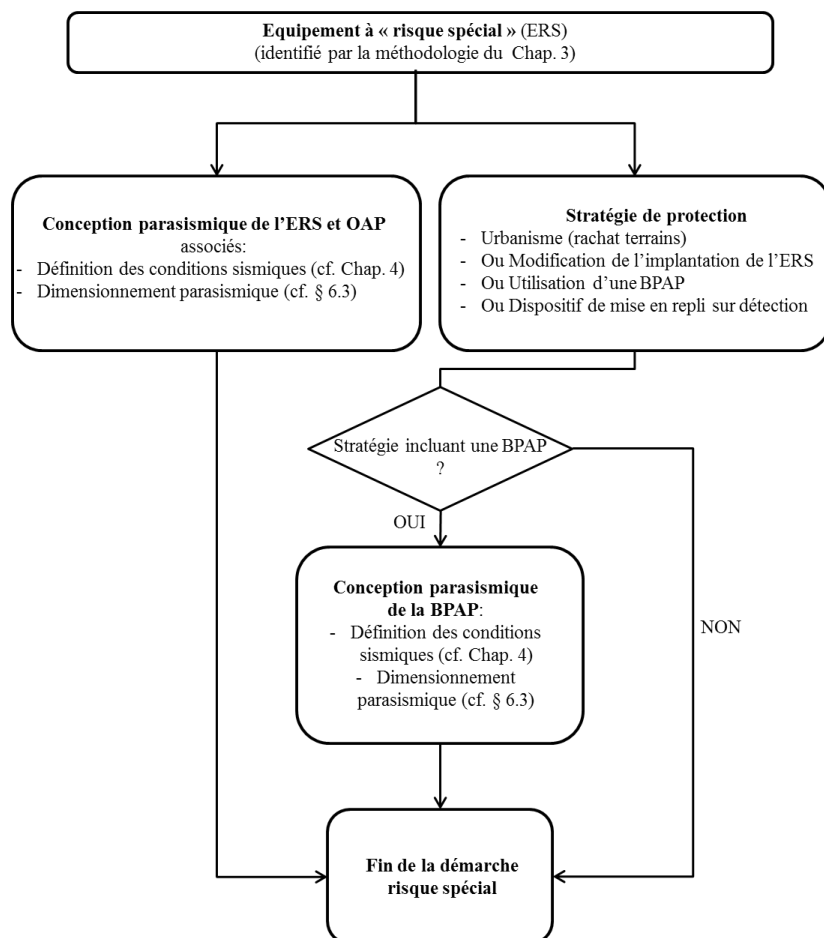 Equipement à « risque spécial » (ERS)
(identifié par la méthodologie du Chap. 3)
Conception parasismique de l’ERS et OAP
associés:
- Définition des conditions sismiques (cf. Chap. 4)
- Dimensionnement parasismique (cf. § 6.3)
Stratégie de protection
- Urbanisme (rachat terrains)
- Ou Modification de l’implantation de l’ERS
- Ou Utilisation d’une BPAP
- Ou Dispositif de mise en repli sur détection
Stratégie incluant une BPAP
?
OUI
NON
Conception parasismique
de la BPAP:
- Définition des conditions
sismiques (cf. Chap. 4)
- Dimensionnement
parasismique (cf. § 6.3)
Fin de la démarche
risque spécial